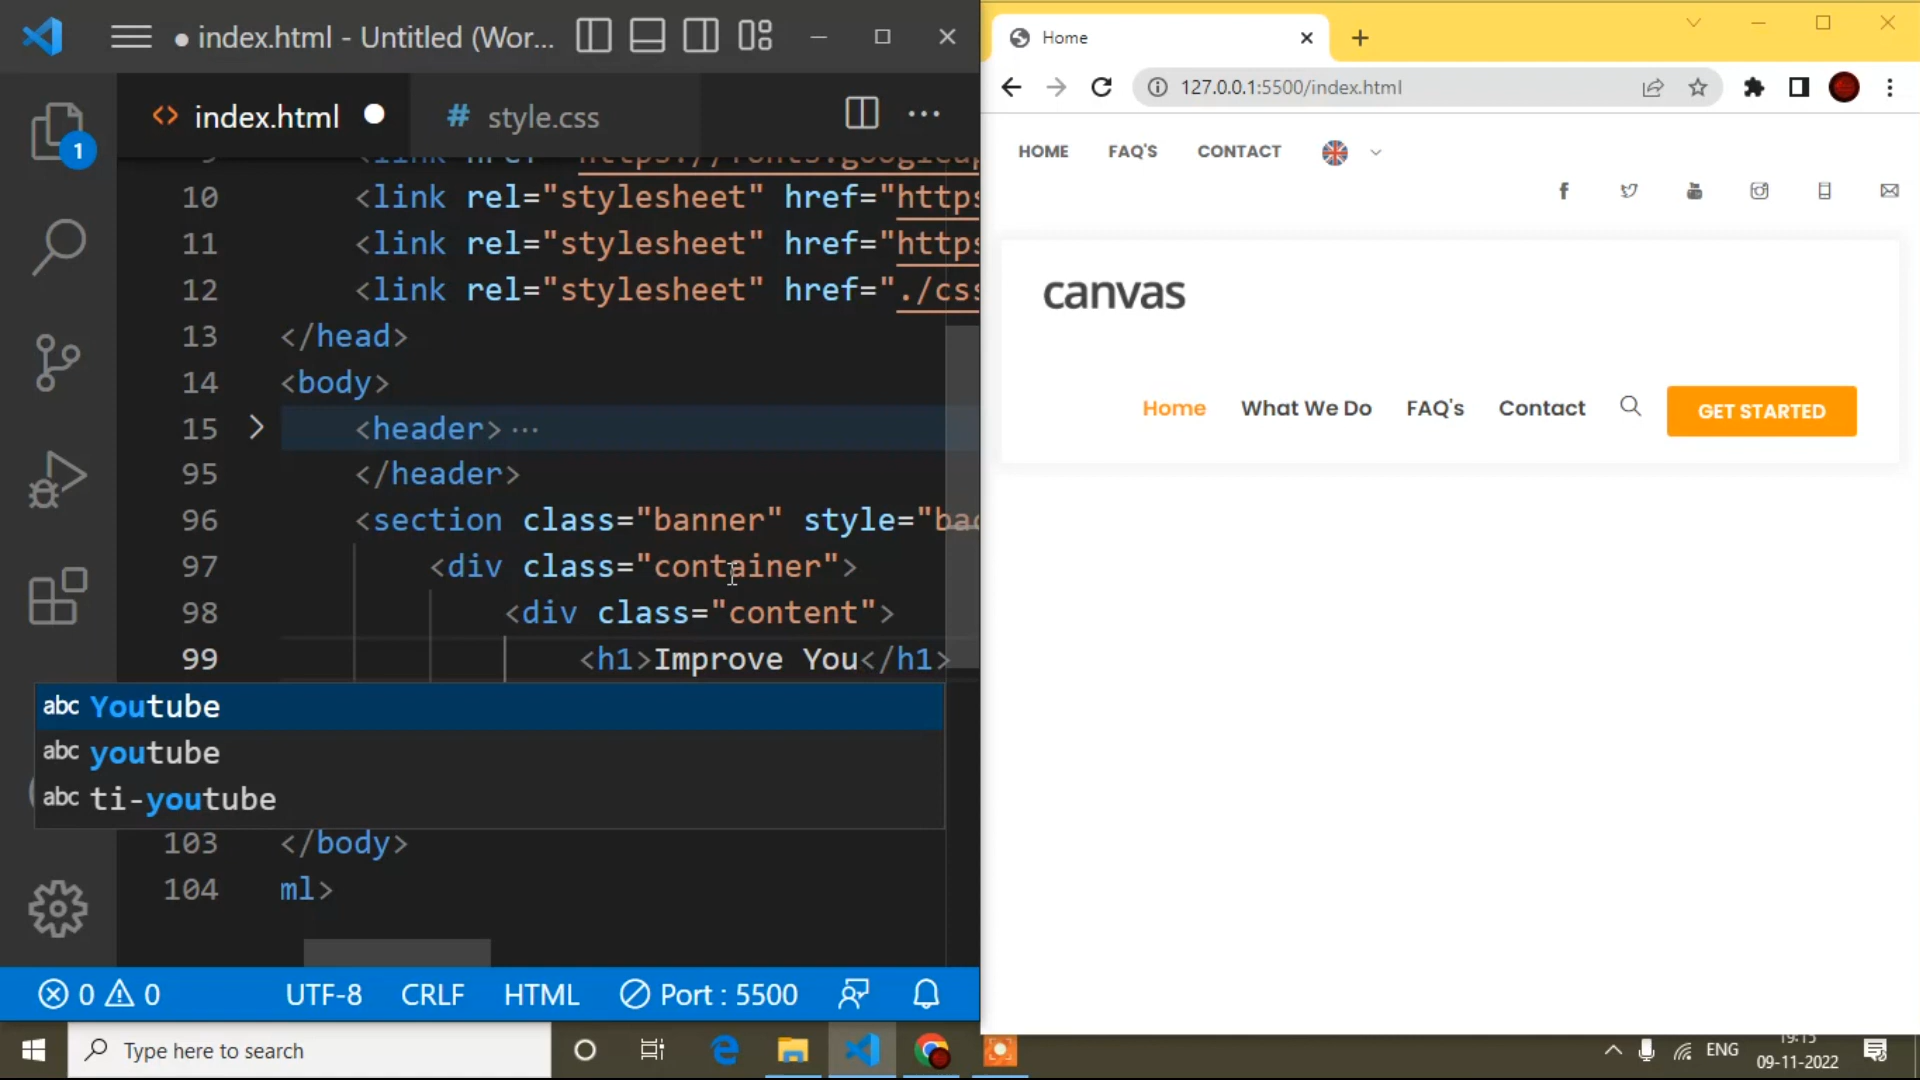 index.html - Untitled (Wor...
index.html
# style.css
1
10 <link rel="stylesheet" href="https
11 <link rel="stylesheet" href="https
12 <link rel="stylesheet" href="./css
13 </head>
14 <body>
15 <header> ...
95 </header>
96 <section class="banner" style="bac
97 <div class="container">
98 <div class="content">
99 <h1>Improve You</h1>
abc Youtube
abc youtube
abc ti-youtube
103 </body>
104 ml>
0 0 UTF-8 CRLF HTML Port : 5500
Home
127.0.0.1:5500/index.html
HOME FAQ'S CONTACT
canvas
Home What We Do FAQ's Contact GET STARTED
Type here to search
ENG
09-11-2022